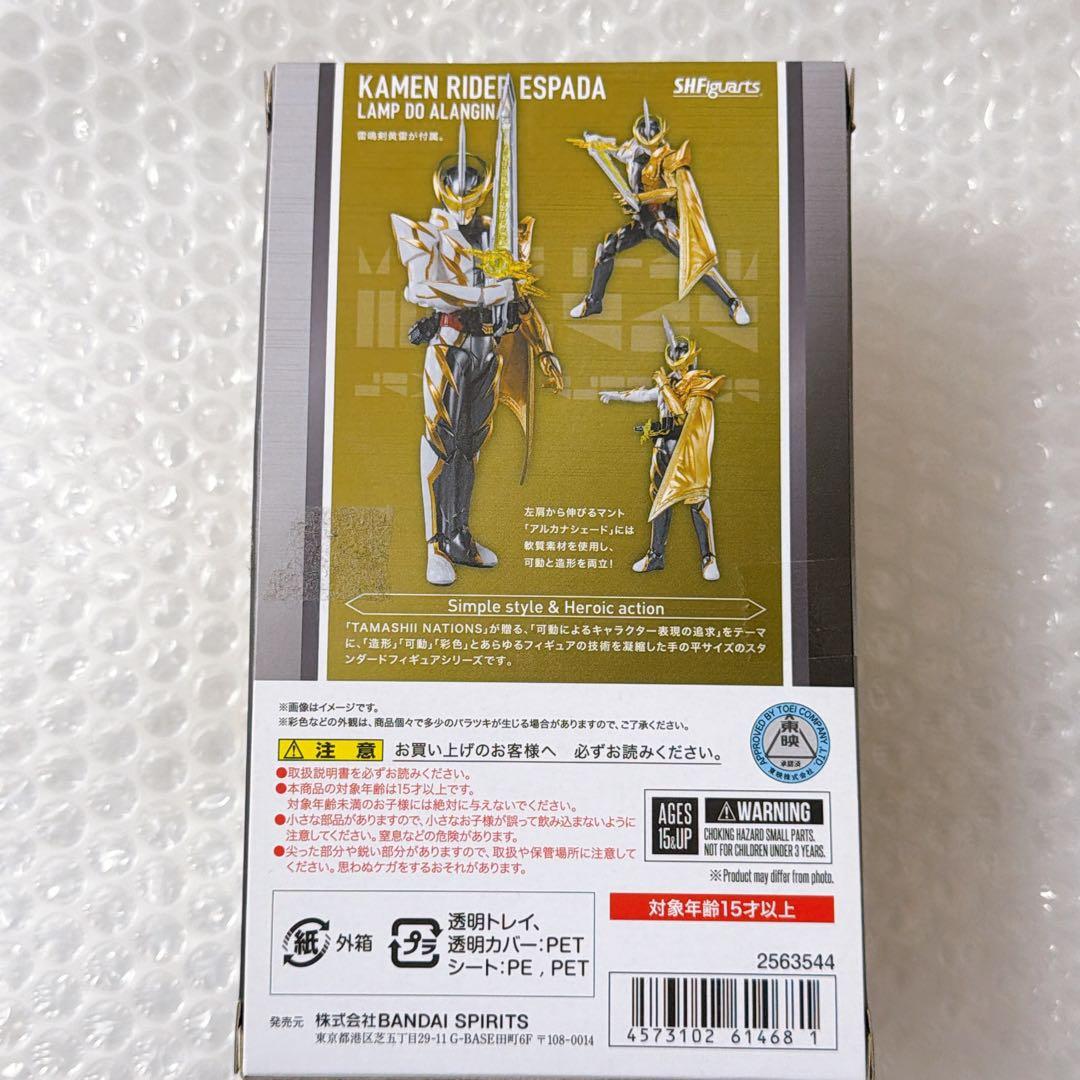 KAMEN RIDER ESPADA
LAMP DO ALANGINA
SHFiguarts
雷鳴剣黄雷が付属。
左肩から伸びるマント
「アルカナシェード」には
軟質素材を使用し、
可動と造形を両立!
Simple style & Heroic action
「TAMASHII NATIONS」が贈る、「可動によるキャラクター表現の追求」をテーマ
に、「造形」「可動」「彩色」とあらゆるフィギュアの技術を凝縮した手の平サイズのスタ
ンダードフィギュアシリーズです。
※画像はイメージです。
※彩色などの外観は、商品個々で多少のバラツキが生じる場合がありますので、ご了承ください。
注意 お買い上げのお客様へ 必ずお読みください。
●取扱説明書を必ずお読みください。
●本商品の対象年齢は15才以上です。
対象年齢未満のお子様には絶対に与えないでください。
●小さな部品がありますので、小さなお子様が誤って飲み込まないように
注意してください。窒息などの危険があります。
●尖った部分や鋭い部分がありますので、取扱や保管場所に注意して
ください。思わぬケガをするおそれがあります。
APPROVED BY TOEI COMPANY,LTD.
東映
承認済
東映株式会社
AGES
15&UP
WARNING
CHOKING HAZARD SMALL PARTS.
NOT FOR CHILDREN UNDER 3 YEARS.
※Product may differ from photo.
対象年齢15才以上
紙 外箱
プラ
透明トレイ、
透明カバー:PET
シート:PE , PET
2563544
4573102 61468 1
発売元 株式会社BANDAI SPIRITS
東京都港区芝五丁目29-11 G-BASE田町6F 〒108-0014